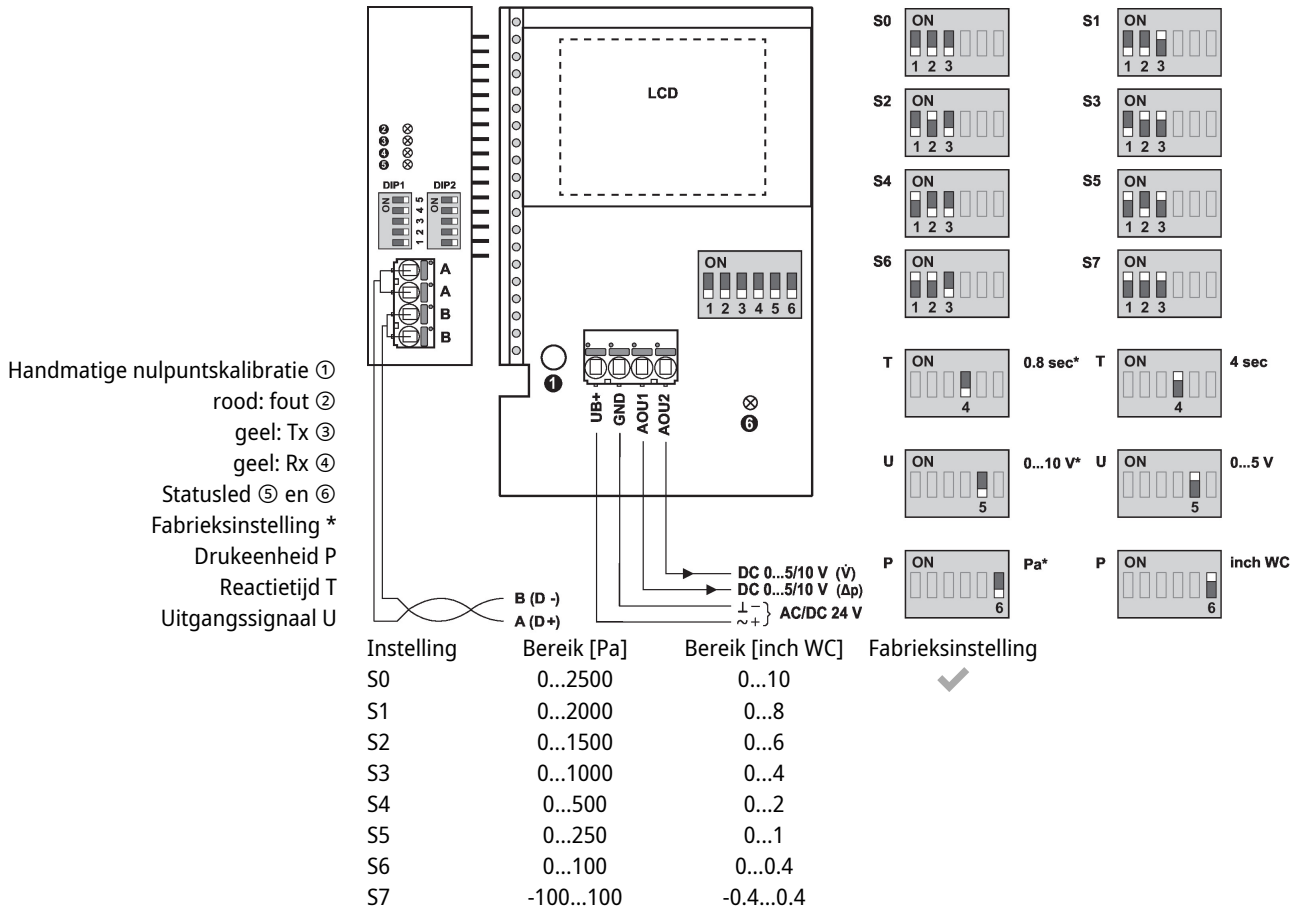 LCD
❷
❸
❹
❺
DIP1 DIP2
ON ON
1 2 3 4 5
A
A
B
B
ON
1 2 3 4 5 6
❶
UB+
GND
AOU1
AOU2
❻
DC 0...5/10 V (V̇)
DC 0...5/10 V (Δp)
⊥ −
~ + } AC/DC 24 V
B (D -)
A (D+)
Handmatige nulpuntskalibratie ①
rood: fout ②
geel: Tx ③
geel: Rx ④
Statusled ⑤ en ⑥
Fabrieksinstelling *
Drukeenheid P
Reactietijd T
Uitgangssignaal U
S0 ON 1 2 3
S1 ON 1 2 3
S2 ON 1 2 3
S3 ON 1 2 3
S4 ON 1 2 3
S5 ON 1 2 3
S6 ON 1 2 3
S7 ON 1 2 3
T ON 4 0.8 sec*
T ON 4 4 sec
U ON 5 0...10 V*
U ON 5 0...5 V
P ON 6 Pa*
P ON 6 inch WC
Instelling Bereik [Pa] Bereik [inch WC] Fabrieksinstelling
S0 0...2500 0...10 ✔
S1 0...2000 0...8
S2 0...1500 0...6
S3 0...1000 0...4
S4 0...500 0...2
S5 0...250 0...1
S6 0...100 0...0.4
S7 -100...100 -0.4...0.4